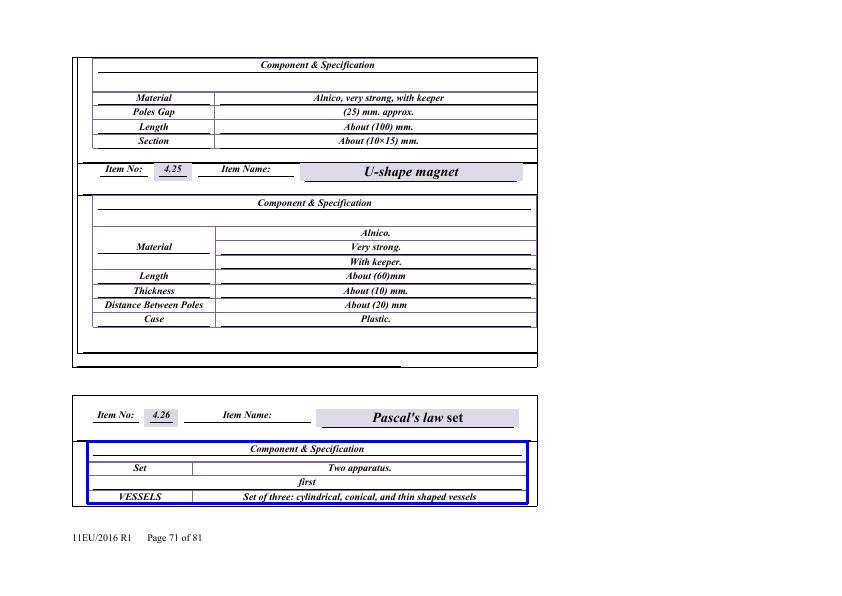 Component & Specification
Material Alnico, very strong, with keeper
Poles Gap (25) mm. approx.
Length About (100) mm.
Section About (10×15) mm.
Item No: 4.25 Item Name: U-shape magnet
Component & Specification
Alnico.
Material Very strong.
With keeper.
Length About (60)mm
Thickness About (10) mm.
Distance Between Poles About (20) mm
Case Plastic.
Item No: 4.26 Item Name: Pascal's law set
Component & Specification
Set Two apparatus.
first
VESSELS Set of three: cylindrical, conical, and thin shaped vessels
11EU/2016 R1 Page 71 of 81